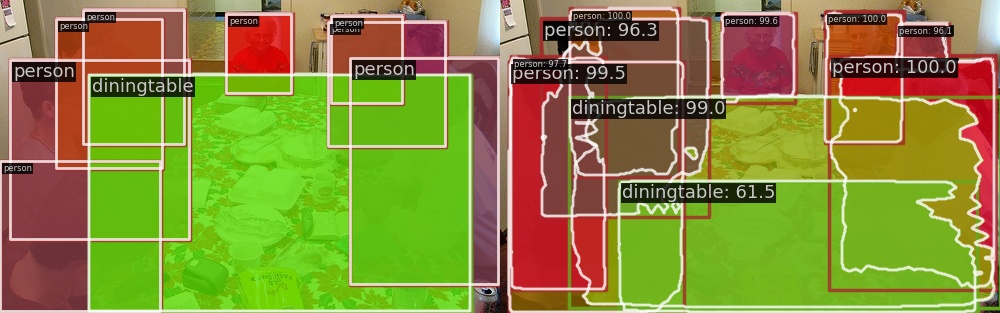 person
person
person
person
person
person
diningtable
person
person: 100.0
person: 96.3
person: 97.7
person: 99.5
person: 99.6
person: 100.0
person: 96.1
person: 100.0
diningtable: 99.0
diningtable: 61.5